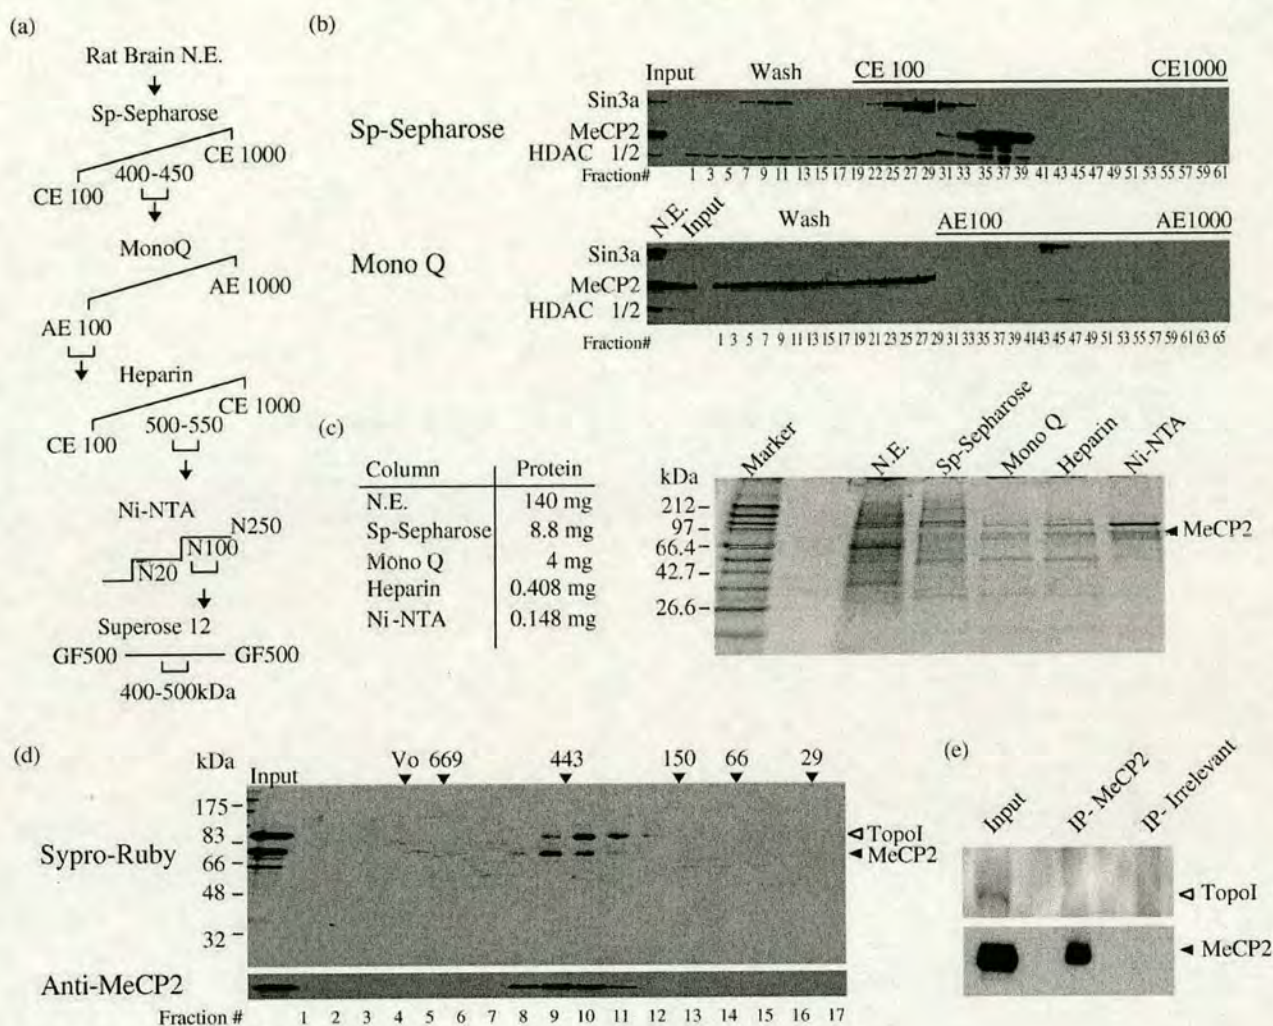 (a)
Rat Brain N.E.
Sp-Sepharose
CE 1000
400-450
CE 100
MonoQ
AE 1000
AE 100
Heparin
CE 1000
500-550
CE 100
Ni-NTA
N250
N100
N20
Superose 12
GF500
GF500
400-500kDa
(b)
Sp-Sepharose
Input
Wash
CE 100
CE1000
Sin3a
MeCP2
HDAC 1/2
Fraction# 1 3 5 7 9 11 13 15 17 19 22 25 27 29 31 33 35 37 39 41 43 45 47 49 51 53 55 57 59 61
Mono Q
N.E.
Input
Wash
AE100
AE1000
Sin3a
MeCP2
HDAC 1/2
Fraction# 1 3 5 7 9 11 13 15 17 19 21 23 25 27 29 31 33 35 37 39 41 43 45 47 49 51 53 55 57 59 61 63 65
(c)
Column Protein
N.E. 140 mg
Sp-Sepharose 8.8 mg
Mono Q 4 mg
Heparin 0.408 mg
Ni-NTA 0.148 mg
Marker
N.E.
Sp-Sepharose
Mono Q
Heparin
Ni-NTA
kDa
212
97
66.4
42.7
26.6
MeCP2
(d)
kDa
Input
Vo 669 443 150 66 29
175
83
66
48
32
Sypro-Ruby
TopoI
MeCP2
Anti-MeCP2
Fraction # 1 2 3 4 5 6 7 8 9 10 11 12 13 14 15 16 17
(e)
Input
IP- MeCP2
IP- Irrelevant
TopoI
MeCP2